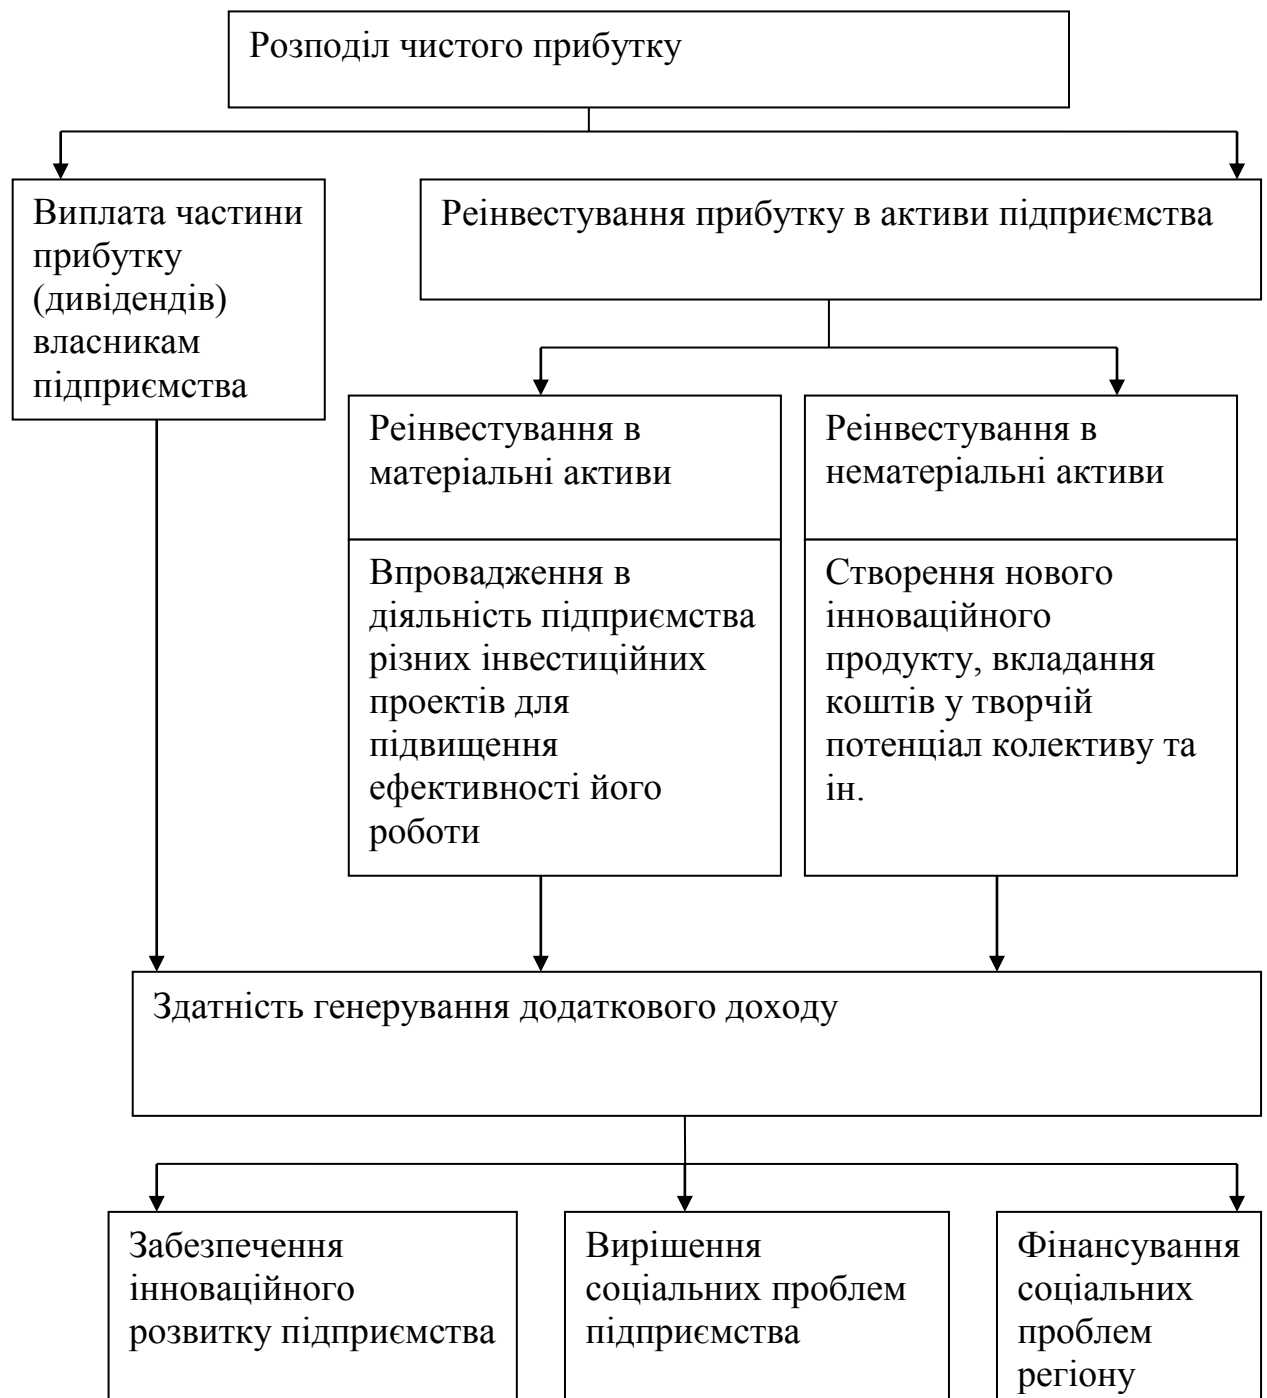 Розподіл чистого прибутку
Виплата частини
прибутку
(дивідендів)
власникам
підприємства
Реінвестування прибутку в активи підприємства
Реінвестування в
матеріальні активи
Реінвестування в
нематеріальні активи
Впровадження в
діяльність підприємства
різних інвестиційних
проектів для
підвищення
ефективності його
роботи
Створення нового
інноваційного
продукту, вкладання
коштів у творчій
потенціал колективу та
ін.
Здатність генерування додаткового доходу
Забезпечення
інноваційного
розвитку підприємства
Вирішення
соціальних проблем
підприємства
Фінансування
соціальних
проблем
регіону